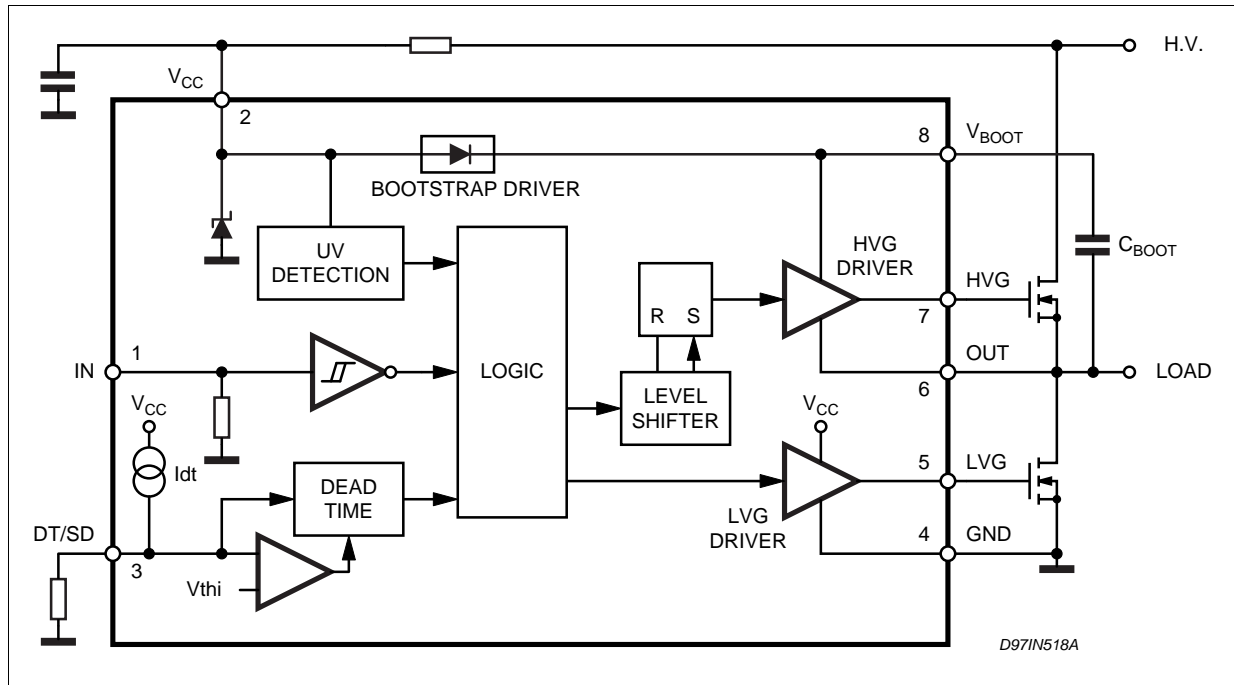 H.V.
VCC
2
8
VBOOT
BOOTSTRAP DRIVER
UV
DETECTION
HVG
DRIVER
CBOOT
HVG
7
R S
1
IN
LOGIC
OUT
6
LOAD
LEVEL
SHIFTER
VCC
VCC
Idt
5
LVG
DEAD
TIME
LVG
DRIVER
4
GND
DT/SD
3
Vthi
D97IN518A